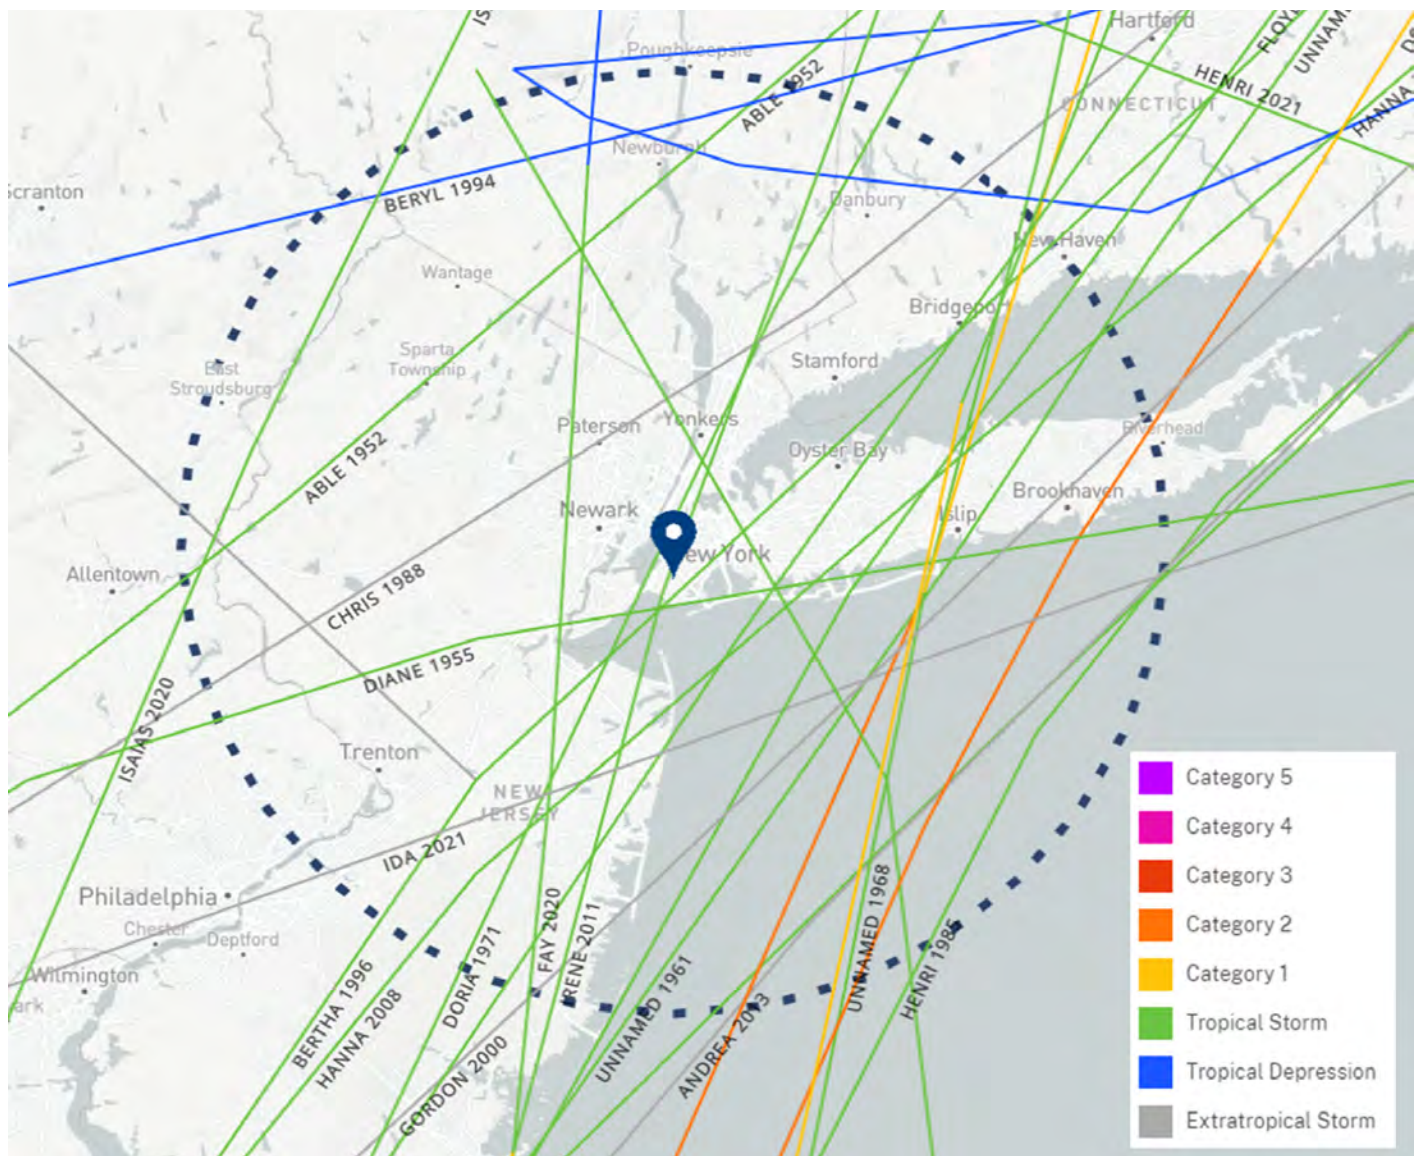 IS
Hartford
Poughkeepsie
FLOY
UNNAM
HENRI 2021
ABLE 1952
CONNECTICUT
HANNA
Newburgh
Scranton
BERYL 1994
Danbury
New Haven
Wantage
Bridgeport
Sparta
Township
Stamford
East
Stroudsburg
Paterson
Yonkers
Riverhead
ABLE 1952
Oyster Bay
Brookhaven
Newark
Islip
New York
Allentown
CHRIS 1988
DIANE 1955
ISAIAS 2020
Trenton
NEW
JERSEY
IDA 2021
Philadelphia
Chester
Deptford
Wilmington
ark
BERTHA 1996
HANNA 2008
DORIA 1971
GORDON 2000
FAY 2020
IRENE 2011
UNNAMED 1961
ANDREA 2013
UNNAMED 1968
HENRI 1985
Category 5
Category 4
Category 3
Category 2
Category 1
Tropical Storm
Tropical Depression
Extratropical Storm